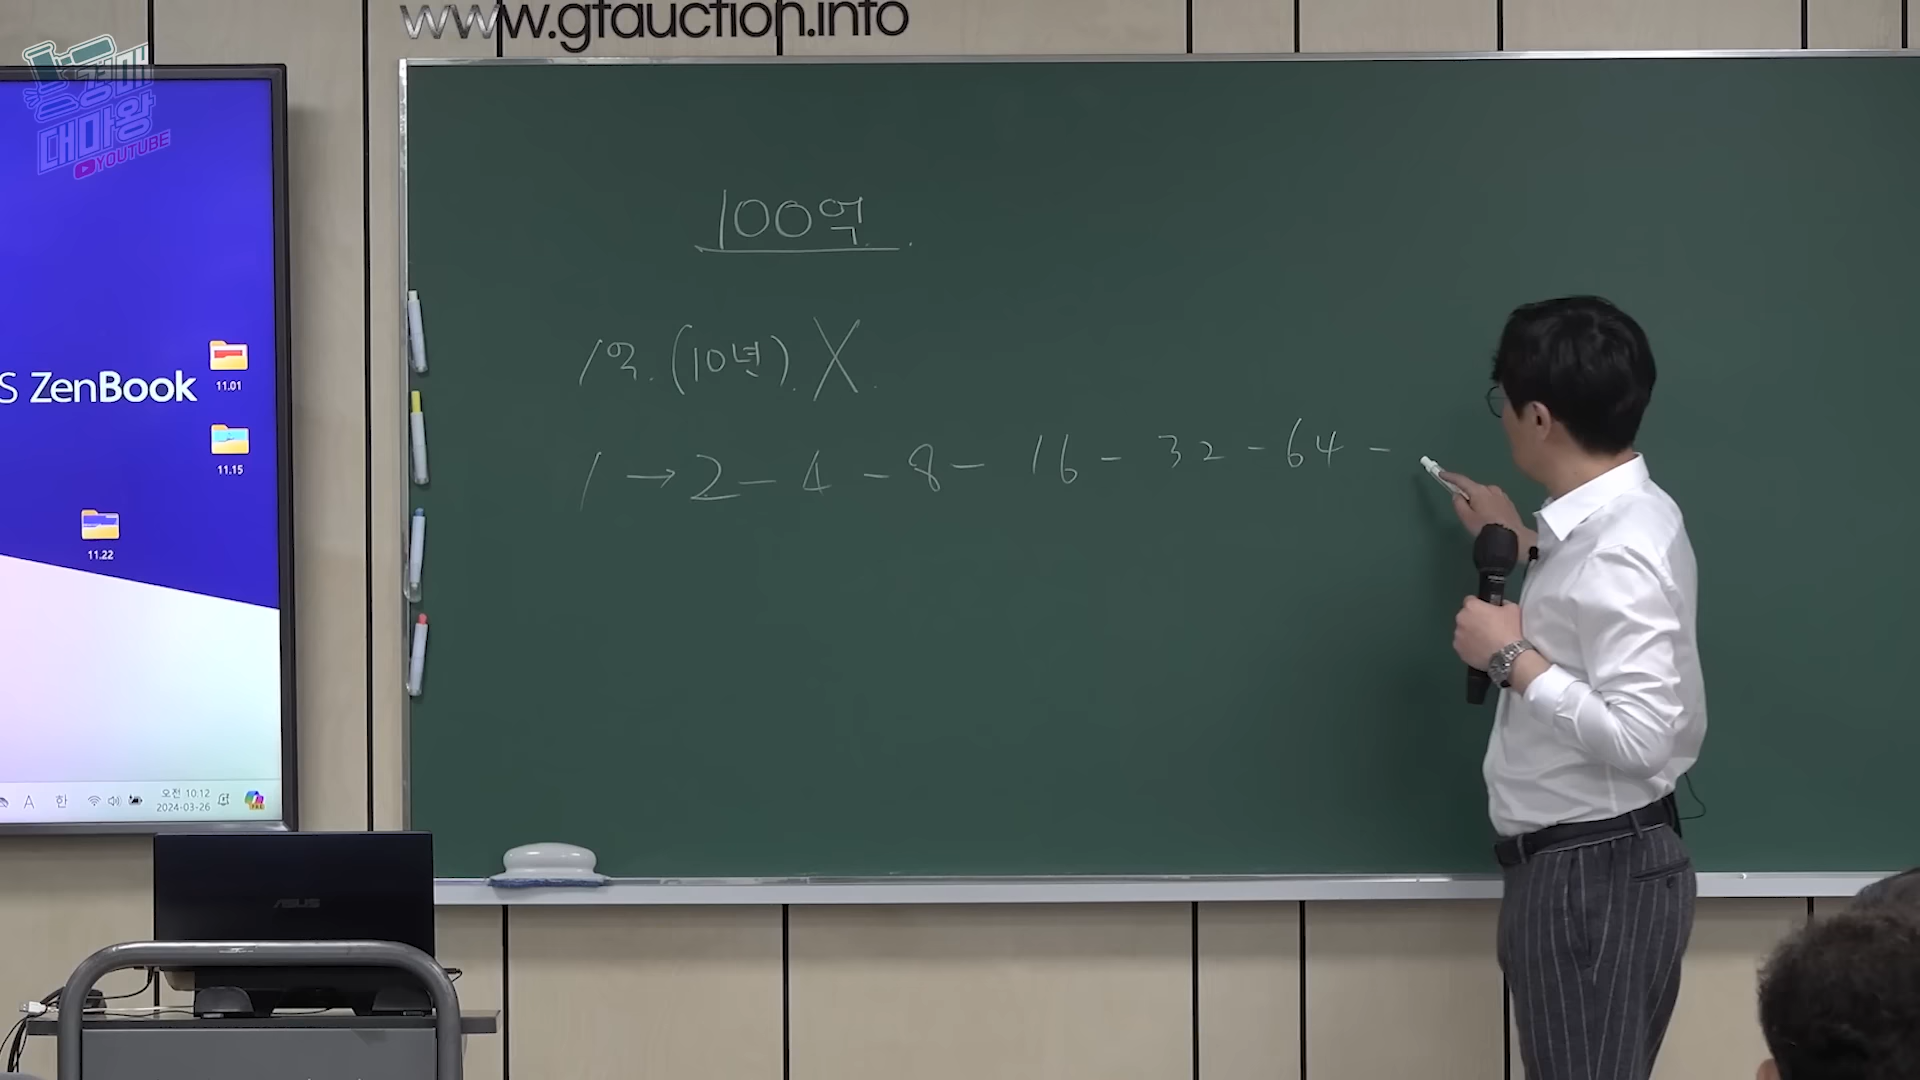 www.gtauction.info
경매
대마왕
YOUTUBE
100억
1억. (10년). X.
1 → 2 - 4 - 8 - 16 - 32 - 64 -
S ZenBook
11.01
11.15
11.22
A 한
오전 10:12
2024-03-26
ASUS